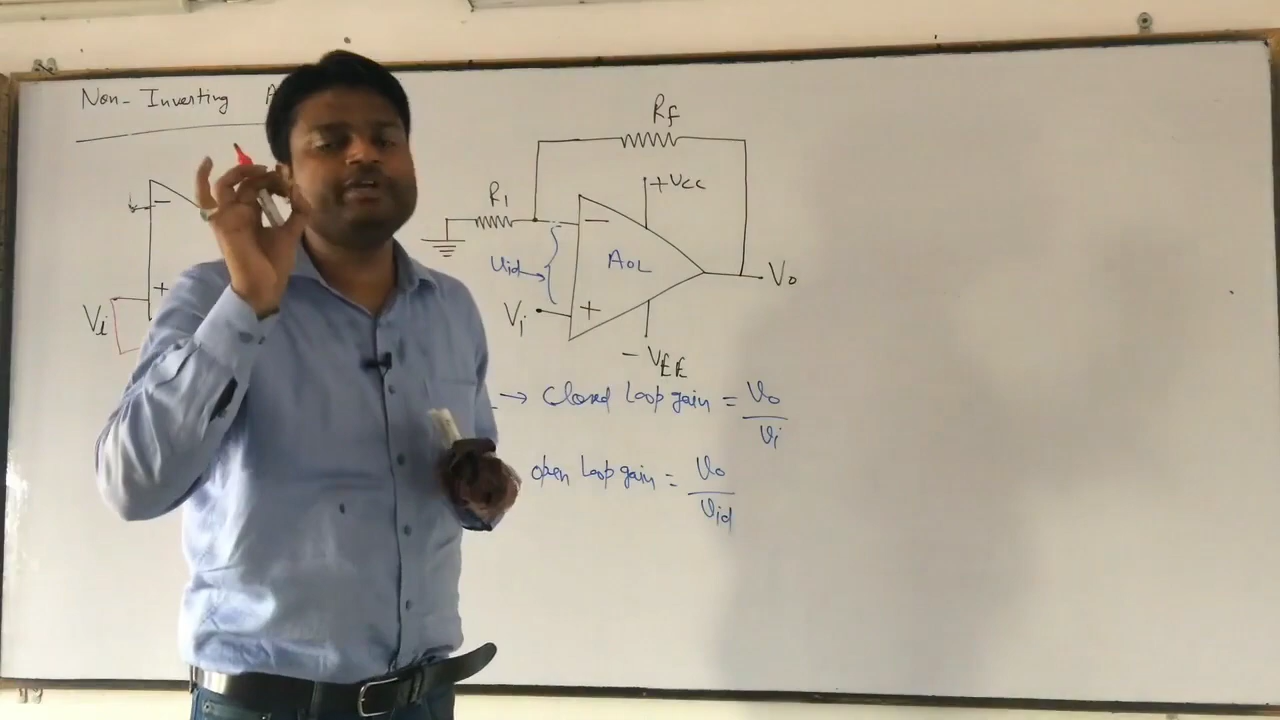 Non-Inverting
Rf
+VCC
R1
−
−
AOL
Vid
Vo
+
+
Vi
Vi
-VEE
→ Closed Loop gain = Vo
Vi
open loop gain = Vo
Vid